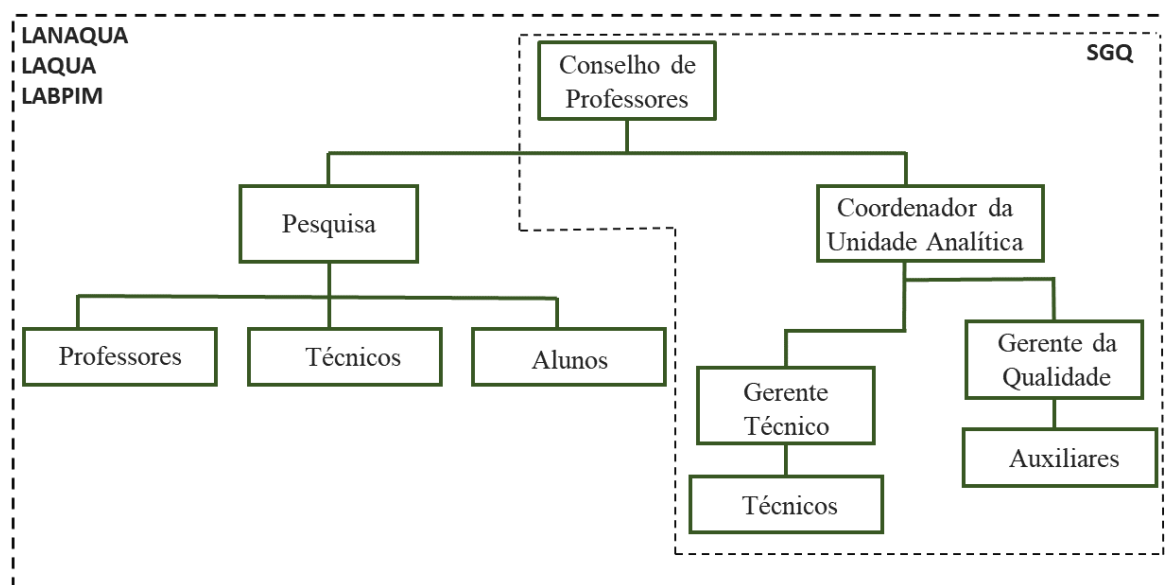 LANAQUA
LAQUA
LABPIM
SGQ
Conselho de
Professores
Pesquisa
Coordenador da
Unidade Analítica
Professores
Técnicos
Alunos
Gerente
Técnico
Gerente da
Qualidade
Técnicos
Auxiliares